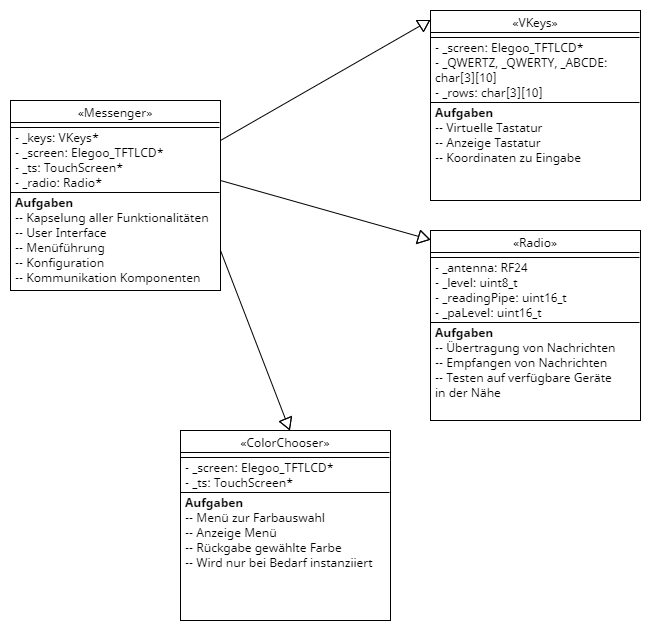 «Messenger»
- _keys: VKeys*
- _screen: Elegoo_TFTLCD*
- _ts: TouchScreen*
- _radio: Radio*
Aufgaben
-- Kapselung aller Funktionalitäten
-- User Interface
-- Menüführung
-- Konfiguration
-- Kommunikation Komponenten
«VKeys»
- _screen: Elegoo_TFTLCD*
- _QWERTZ, _QWERTY, _ABCDE:
char[3][10]
- _rows: char[3][10]
Aufgaben
-- Virtuelle Tastatur
-- Anzeige Tastatur
-- Koordinaten zu Eingabe
«Radio»
- _antenna: RF24
- _level: uint8_t
- _readingPipe: uint16_t
- _paLevel: uint16_t
Aufgaben
-- Übertragung von Nachrichten
-- Empfangen von Nachrichten
-- Testen auf verfügbare Geräte
in der Nähe
«ColorChooser»
- _screen: Elegoo_TFTLCD*
- _ts: TouchScreen*
Aufgaben
-- Menü zur Farbauswahl
-- Anzeige Menü
-- Rückgabe gewählte Farbe
-- Wird nur bei Bedarf instanziiert